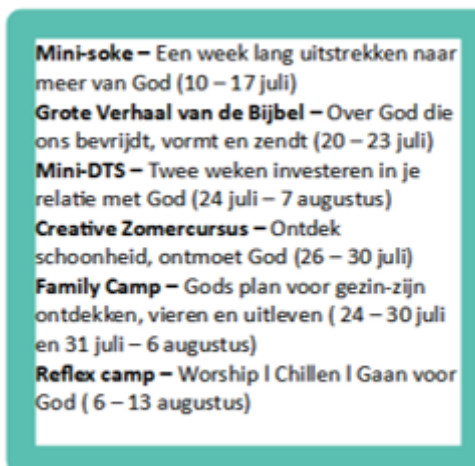 Mini-soke – Een week lang uitstrekken naar
meer van God (10 – 17 juli)
Grote Verhaal van de Bijbel – Over God die
ons bevrijdt, vormt en zendt (20 – 23 juli)
Mini-DTS – Twee weken investeren in je
relatie met God (24 juli – 7 augustus)
Creative Zomercursus – Ontdek
schoonheid, ontmoet God (26 – 30 juli)
Family Camp – Gods plan voor gezin-zijn
ontdekken, vieren en uitleven ( 24 – 30 juli
en 31 juli – 6 augustus)
Reflex camp – Worship l Chillen l Gaan voor
God ( 6 – 13 augustus)